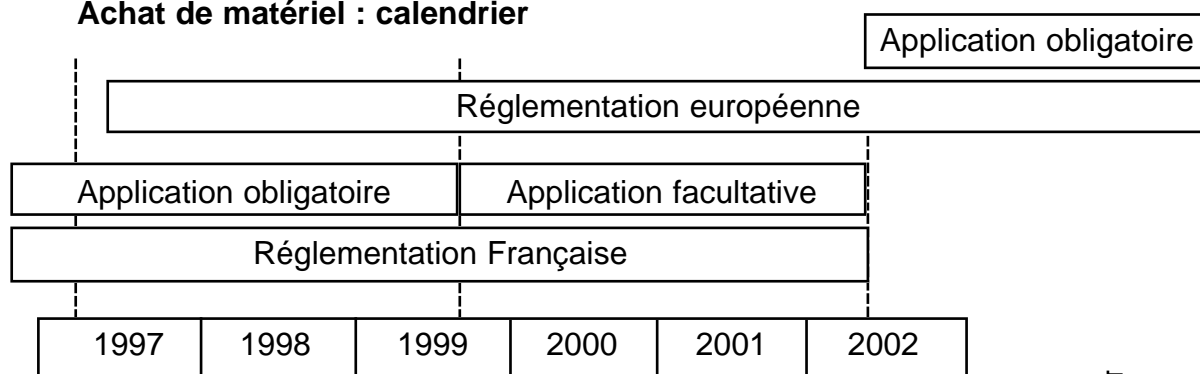 Achat de matériel : calendrier
Application obligatoire
Réglementation européenne
Application obligatoire
Application facultative
Réglementation Française
1997
1998
1999
2000
2001
2002